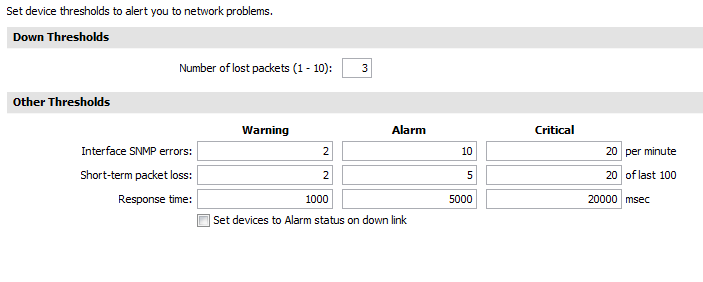 Set device thresholds to alert you to network problems.
Down Thresholds
Number of lost packets (1 - 10): 3
Other Thresholds
Warning Alarm Critical
Interface SNMP errors: 2 10 20 per minute
Short-term packet loss: 2 5 20 of last 100
Response time: 1000 5000 20000 msec
Set devices to Alarm status on down link